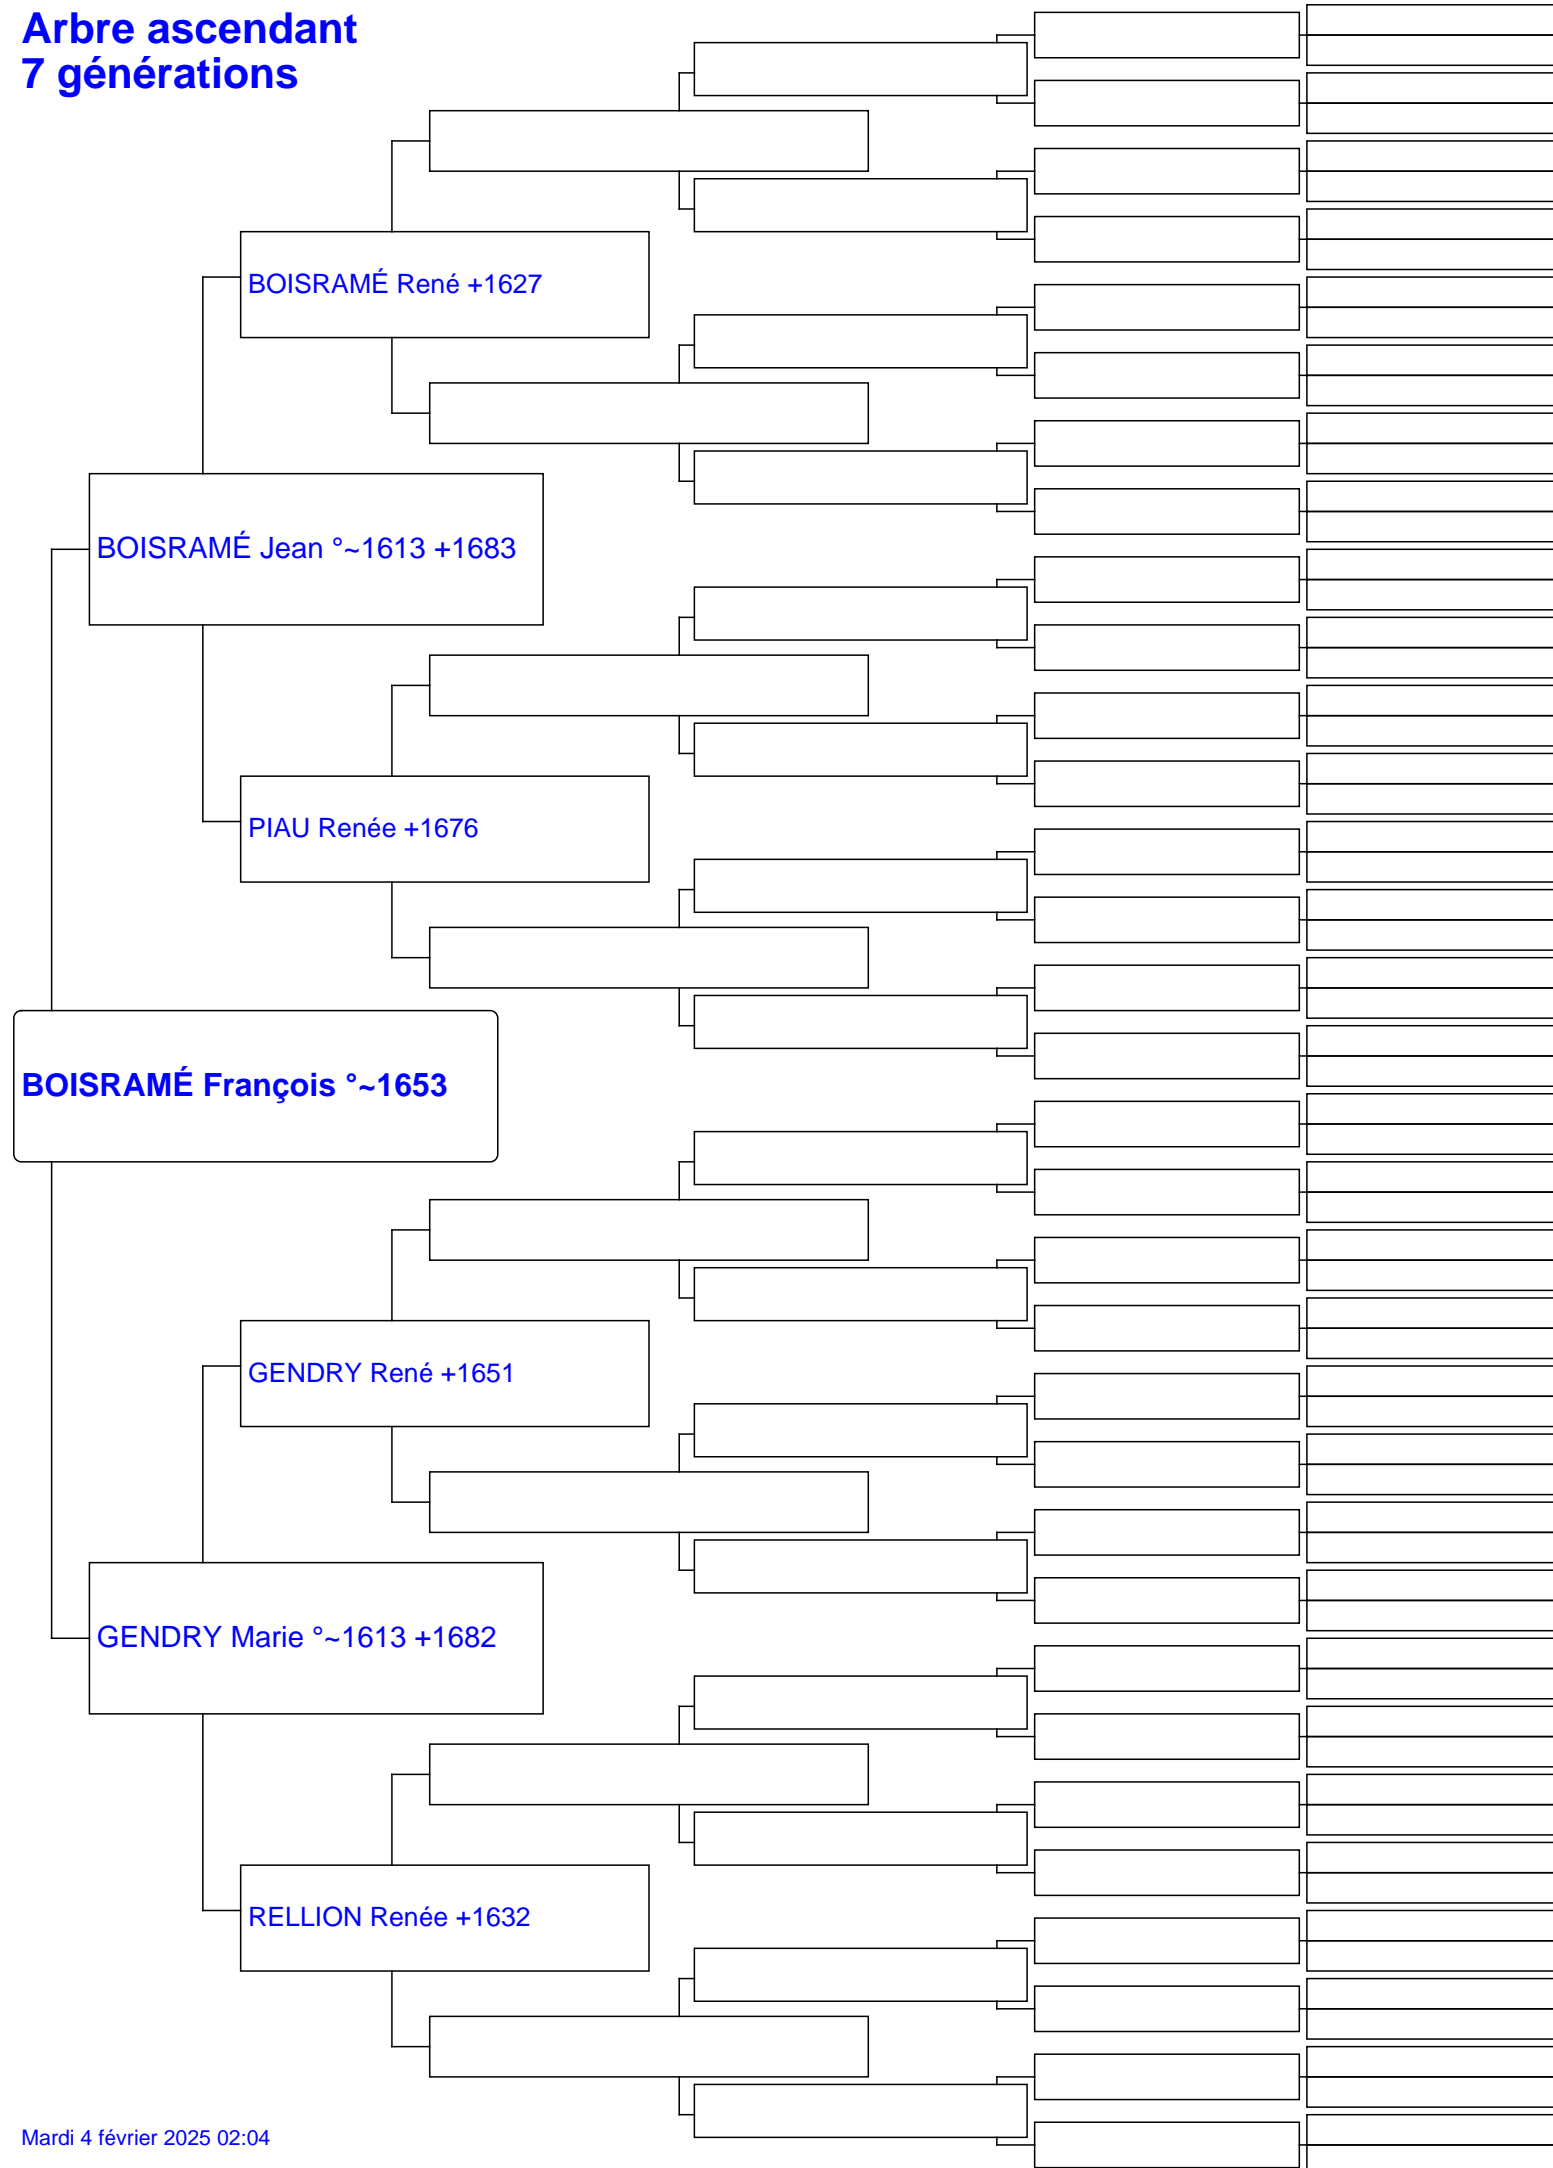 Arbre ascendant
7 générations
BOISRAMÉ René +1627
BOISRAMÉ Jean °~1613 +1683
PIAU Renée +1676
BOISRAMÉ François °~1653
GENDRY René +1651
GENDRY Marie °~1613 +1682
RELLION Renée +1632
Mardi 4 février 2025 02:04